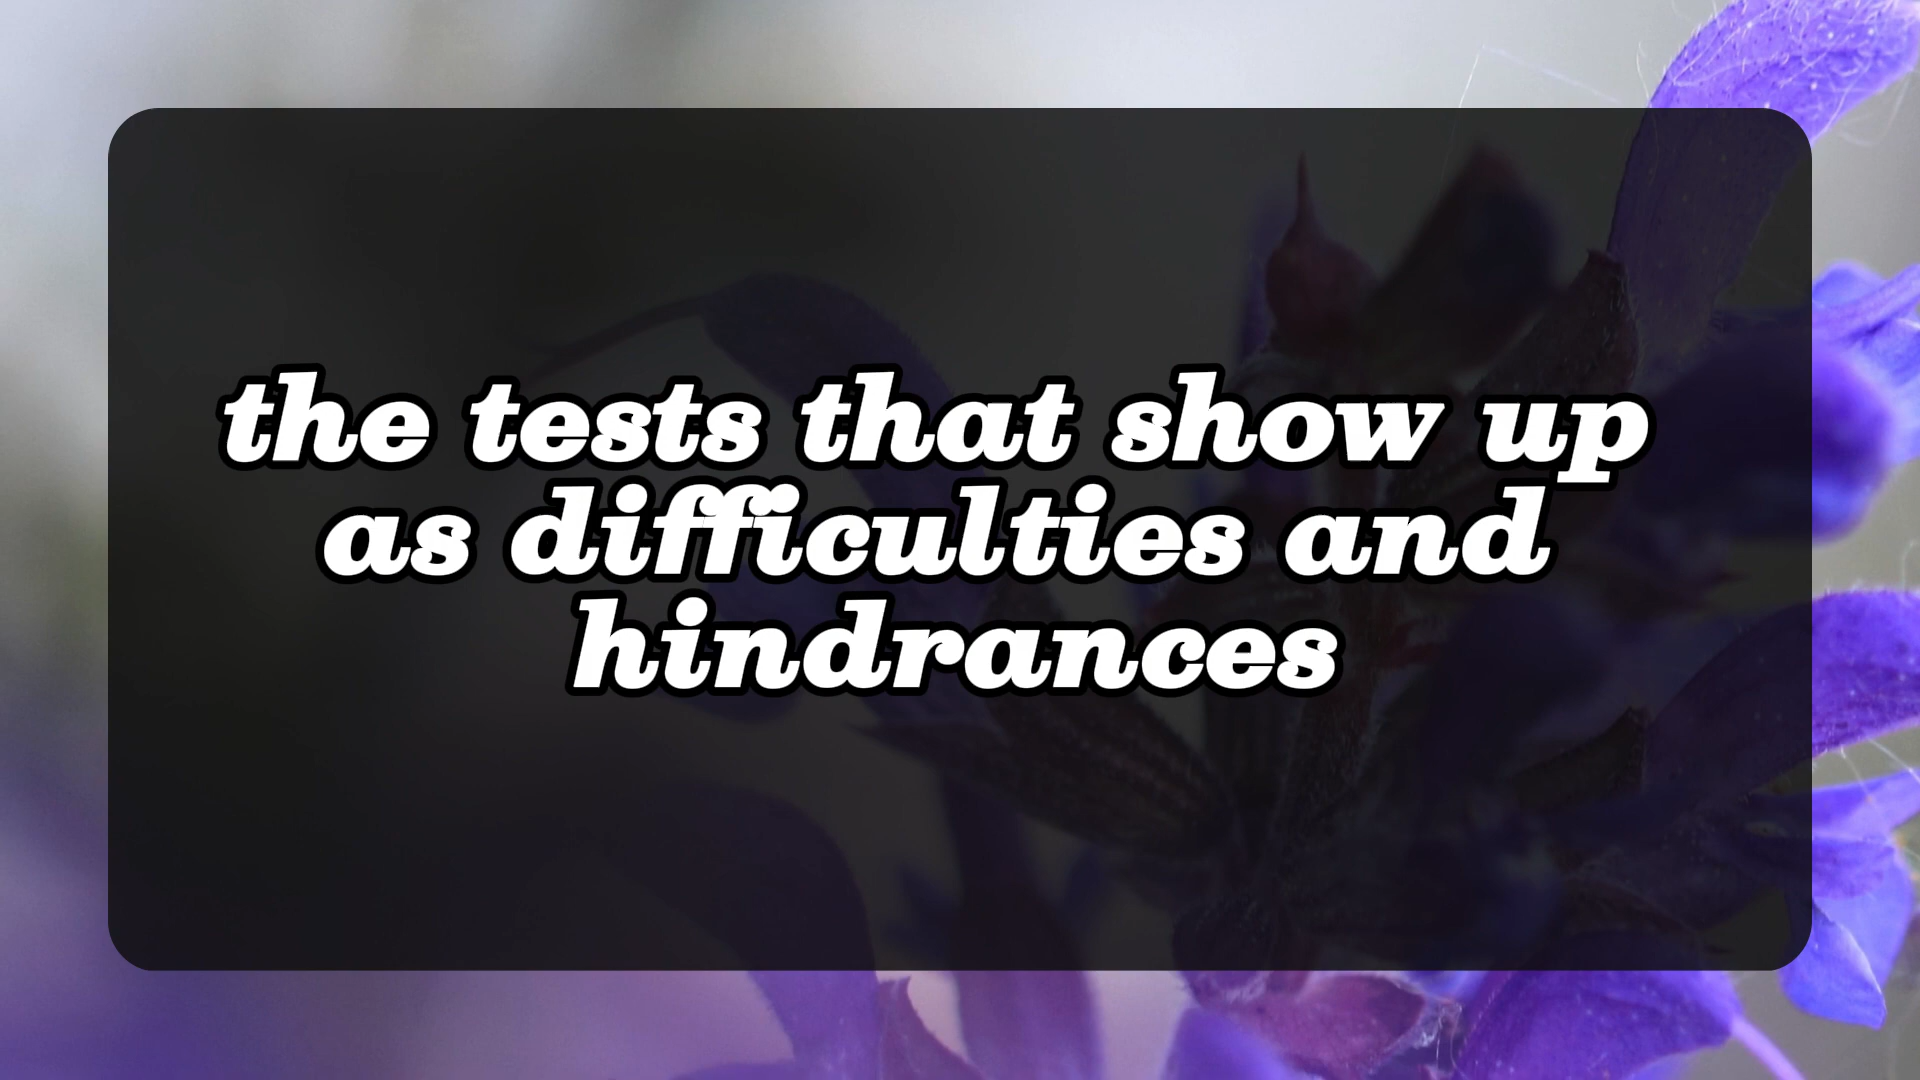 the tests that show up
as difficulties and
hindrances